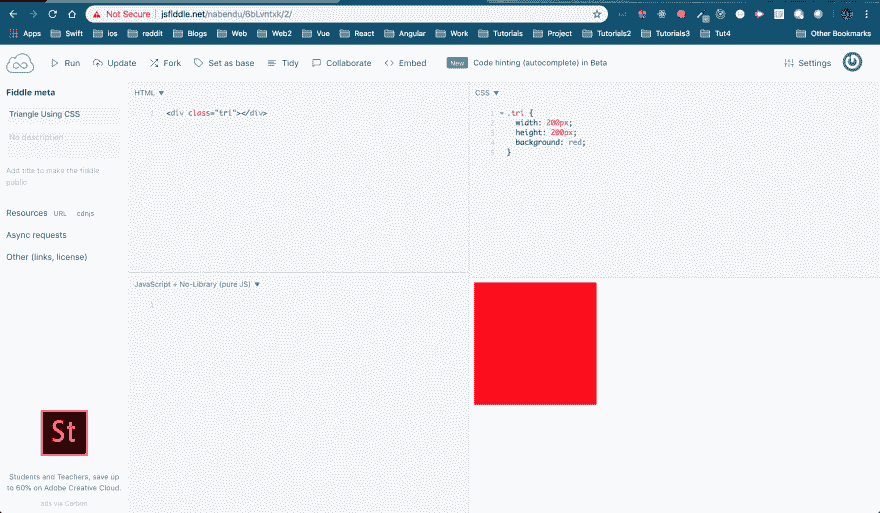 Not Secure | jsfiddle.net/nabendu/6bLvntxk/2/
Apps Swift ios reddit Blogs Web Web2 Vue React Angular Work Tutorials Project Tutorials2 Tutorials3 Tut4 Other Bookmarks
Run Update Fork Set as base Tidy Collaborate Embed New Code hinting (autocomplete) in Beta Settings
Fiddle meta
Triangle Using CSS
No description
Add title to make the fiddle
public
Resources URL cdnjs
Async requests
Other (links, license)
St
Students and Teachers, save up
to 60% on Adobe Creative Cloud.
ads via Carbon
HTML ▼
1 <div class="tri"></div>
CSS ▼
1 .tri {
2 width: 200px;
3 height: 200px;
4 background: red;
5 }
JavaScript + No-Library (pure JS) ▼
1